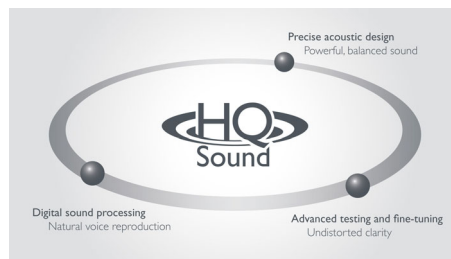 Precise acoustic design
Powerful, balanced sound
HQ
Sound
Digital sound processing
Natural voice reproduction
Advanced testing and fine-tuning
Undistorted clarity